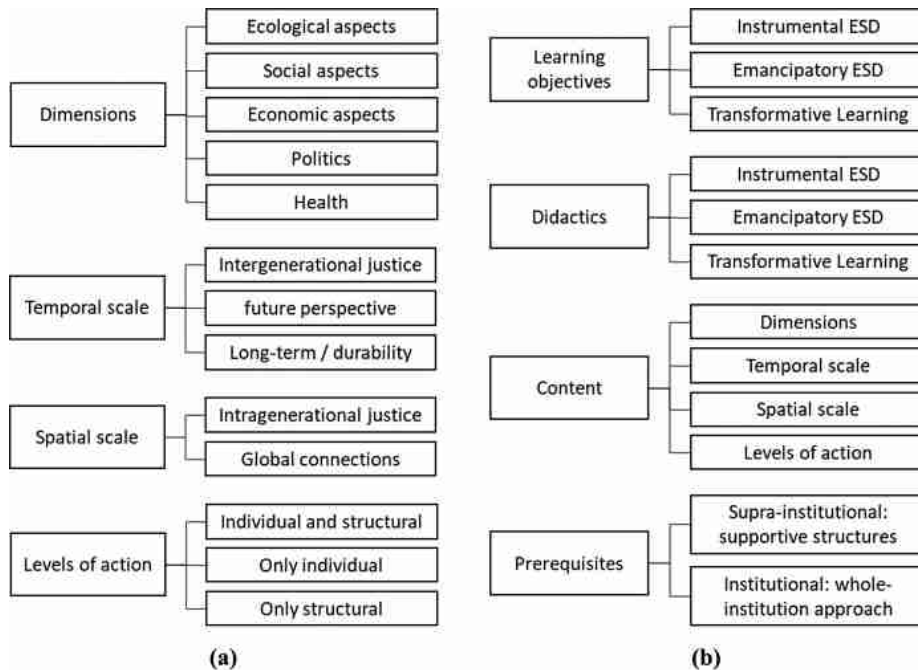 Dimensions
Ecological aspects
Social aspects
Economic aspects
Politics
Health
Temporal scale
Intergenerational justice
future perspective
Long-term / durability
Spatial scale
Intragenerational justice
Global connections
Levels of action
Individual and structural
Only individual
Only structural
(a)
Learning
objectives
Instrumental ESD
Emancipatory ESD
Transformative Learning
Didactics
Instrumental ESD
Emancipatory ESD
Transformative Learning
Content
Dimensions
Temporal scale
Spatial scale
Levels of action
Prerequisites
Supra-institutional:
supportive structures
Institutional: whole-
institution approach
(b)